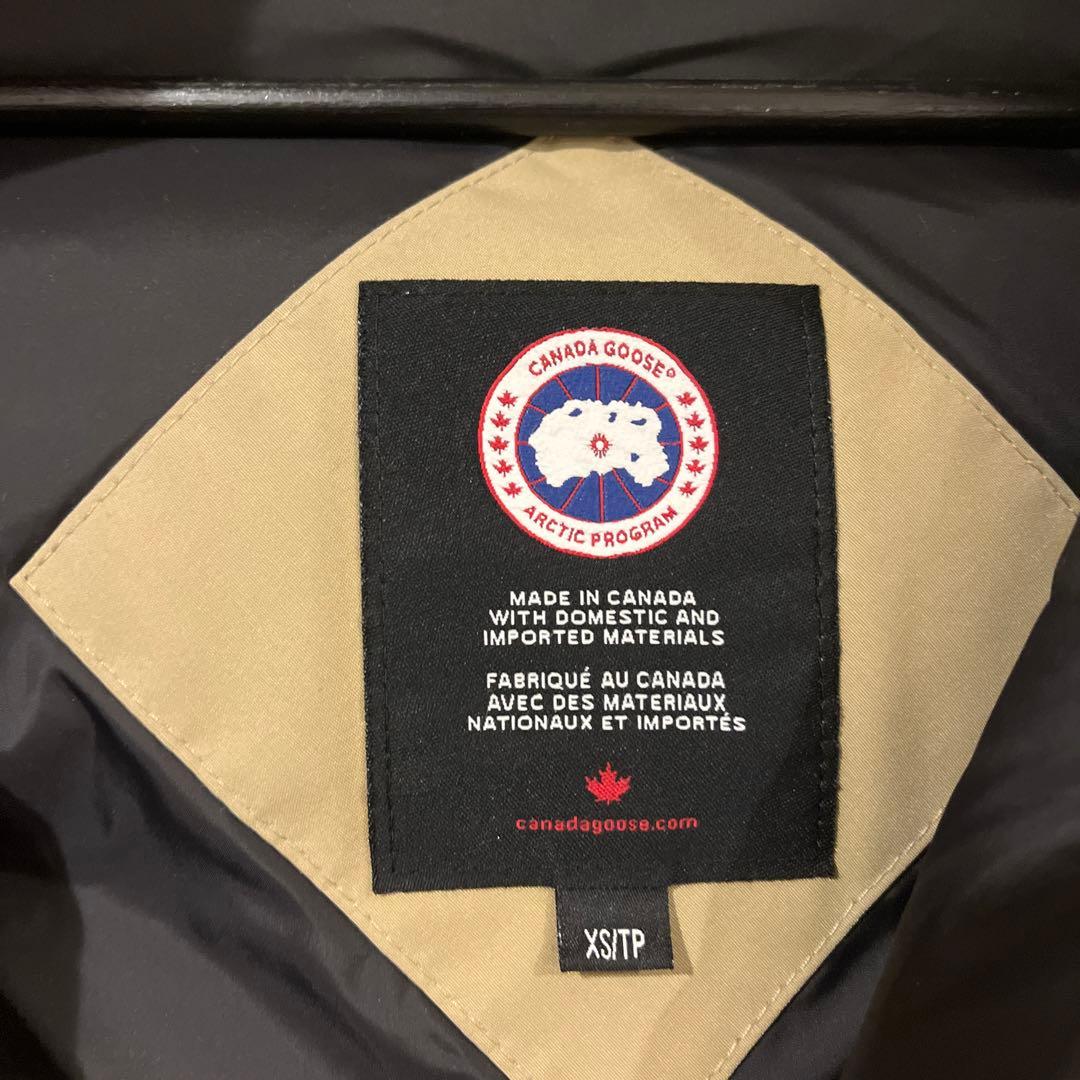 CANADA GOOSE®
ARCTIC PROGRAM
MADE IN CANADA
WITH DOMESTIC AND
IMPORTED MATERIALS
FABRIQUÉ AU CANADA
AVEC DES MATERIAUX
NATIONAUX ET IMPORTÉS
canadagoose.com
XS/TP